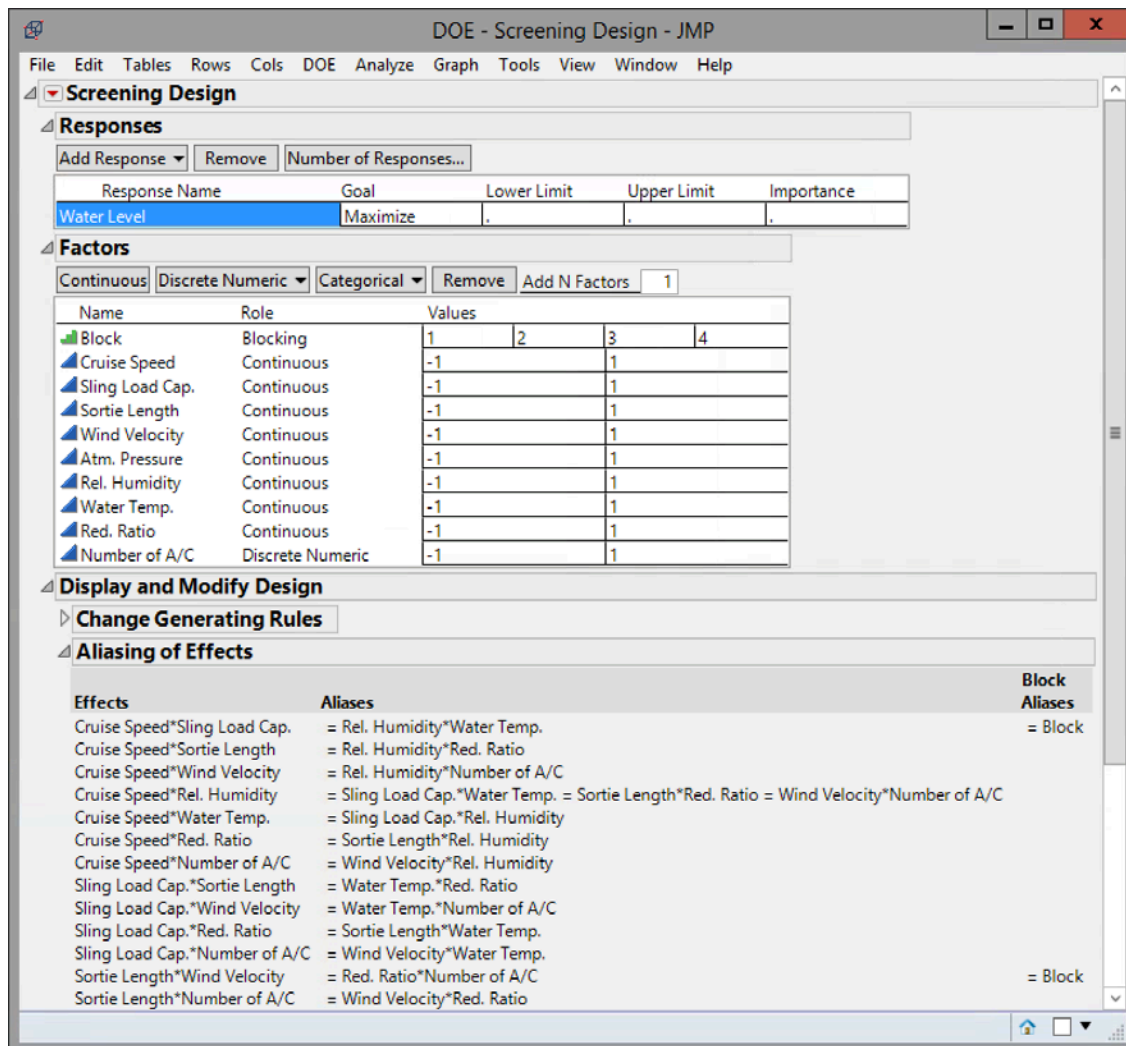 DOE - Screening Design - JMP
File Edit Tables Rows Cols DOE Analyze Graph Tools View Window Help
Screening Design
Responses
Add Response Remove Number of Responses...
Response Name Goal Lower Limit Upper Limit Importance
Water Level Maximize . . .
Factors
Continuous Discrete Numeric Categorical Remove Add N Factors 1
Name Role Values
Block Blocking 1 2 3 4
Cruise Speed Continuous -1 1
Sling Load Cap. Continuous -1 1
Sortie Length Continuous -1 1
Wind Velocity Continuous -1 1
Atm. Pressure Continuous -1 1
Rel. Humidity Continuous -1 1
Water Temp. Continuous -1 1
Red. Ratio Continuous -1 1
Number of A/C Discrete Numeric -1 1
Display and Modify Design
Change Generating Rules
Aliasing of Effects
Block
Effects Aliases Aliases
Cruise Speed*Sling Load Cap. = Rel. Humidity*Water Temp. = Block
Cruise Speed*Sortie Length = Rel. Humidity*Red. Ratio
Cruise Speed*Wind Velocity = Rel. Humidity*Number of A/C
Cruise Speed*Rel. Humidity = Sling Load Cap.*Water Temp. = Sortie Length*Red. Ratio = Wind Velocity*Number of A/C
Cruise Speed*Water Temp. = Sling Load Cap.*Rel. Humidity
Cruise Speed*Red. Ratio = Sortie Length*Rel. Humidity
Cruise Speed*Number of A/C = Wind Velocity*Rel. Humidity
Sling Load Cap.*Sortie Length = Water Temp.*Red. Ratio
Sling Load Cap.*Wind Velocity = Water Temp.*Number of A/C
Sling Load Cap.*Red. Ratio = Sortie Length*Water Temp.
Sling Load Cap.*Number of A/C = Wind Velocity*Water Temp.
Sortie Length*Wind Velocity = Red. Ratio*Number of A/C = Block
Sortie Length*Number of A/C = Wind Velocity*Red. Ratio